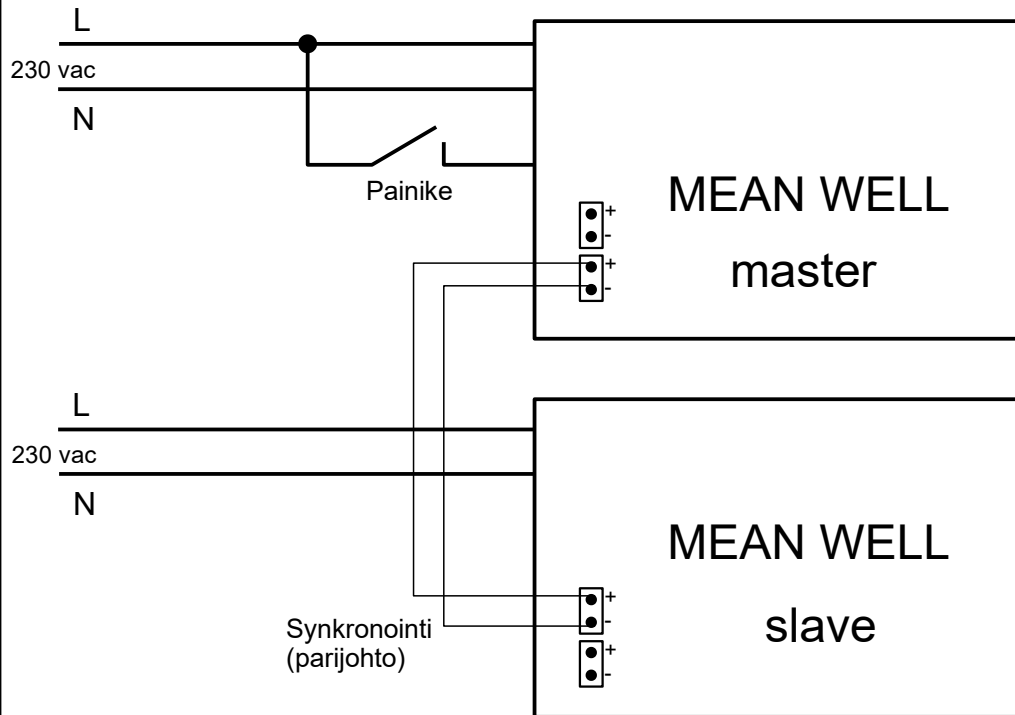 L
230 vac
N
Painike
+
-
+
-
MEAN WELL
master
L
230 vac
N
Synkronointi
(parijohto)
+
-
+
-
MEAN WELL
slave